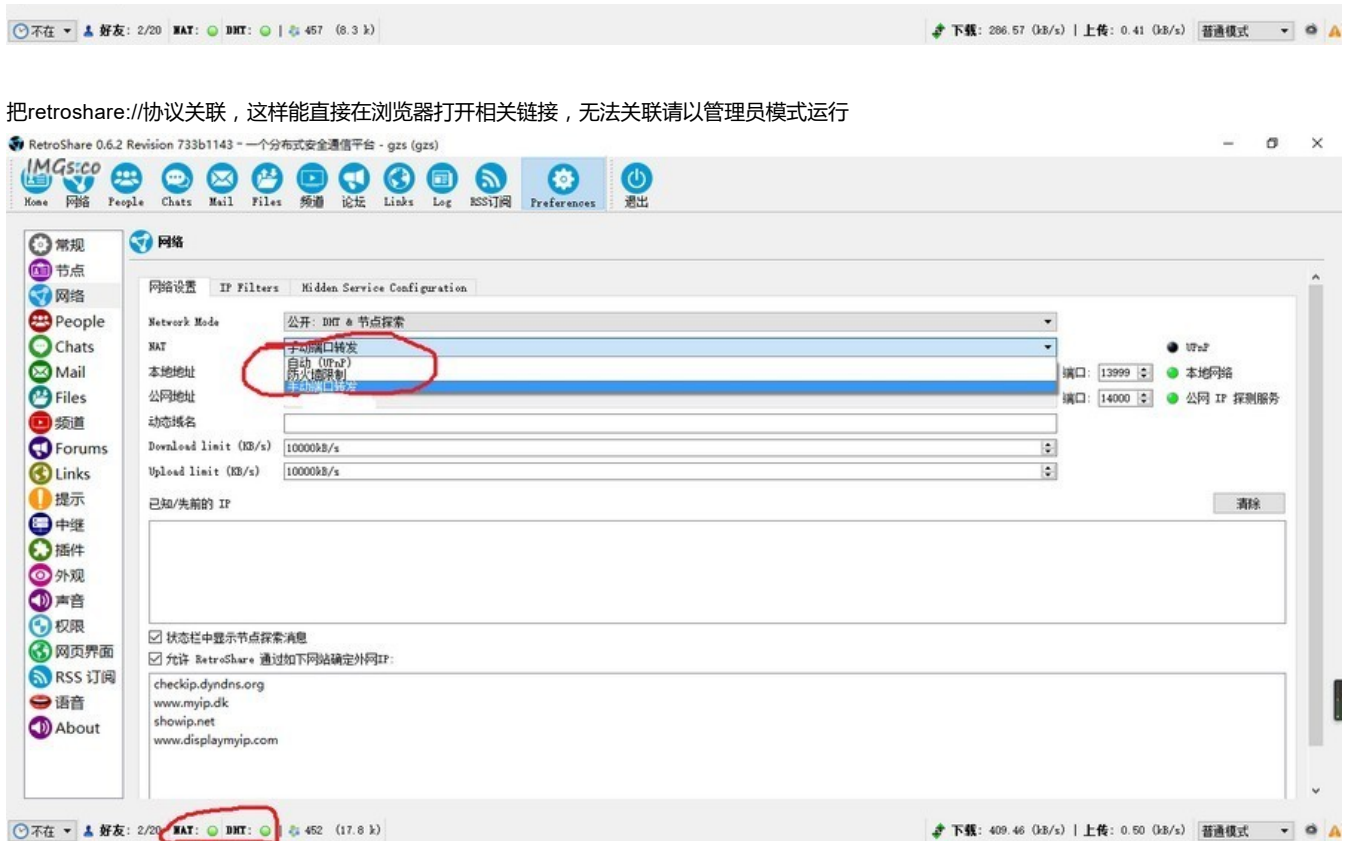 不在 好友: 2/20 NAT: DHT: | 457 (8.3 k) 下载: 286.57 (kB/s) | 上传: 0.41 (kB/s) 普通模式
把retroshare://协议关联，这样能直接在浏览器打开相关链接，无法关联请以管理员模式运行
RetroShare 0.6.2 Revision 733b1143 - 一个分布式安全通信平台 - gzs (gzs)
IMGs.co
Home 网络 People Chats Mail Files 频道 论坛 Links Log RSS订阅 Preferences 退出
常规
节点
网络
People
Chats
Mail
Files
频道
Forums
Links
提示
中继
插件
外观
声音
权限
网页界面
RSS 订阅
语音
About
网络
网络设置 IP Filters Hidden Service Configuration
Network Mode 公开: DHT & 节点探索
NAT 手动端口转发 UPnP
自动 (UPnP)
防火墙限制
手动端口转发
本地地址 端口: 13999 本地网络
公网地址 端口: 14000 公网 IP 探测服务
动态域名
Download limit (KB/s) 10000kB/s
Upload limit (KB/s) 10000kB/s
已知/先前的 IP 清除
状态栏中显示节点探索消息
允许 RetroShare 通过如下网站确定外网IP:
checkip.dyndns.org
www.myip.dk
showip.net
www.displaymyip.com
不在 好友: 2/20 NAT: DHT: | 452 (17.8 k) 下载: 409.46 (kB/s) | 上传: 0.50 (kB/s) 普通模式